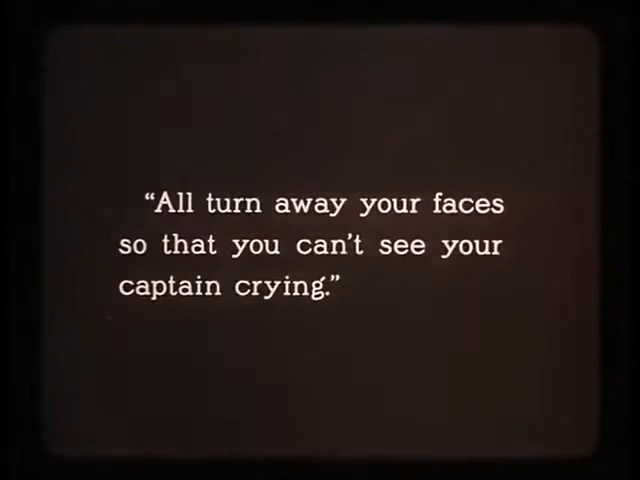 “All turn away your faces
so that you can’t see your
captain crying.”